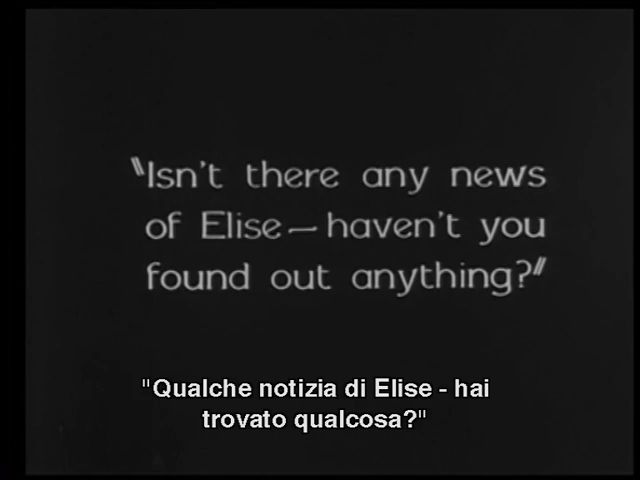 "Isn't there any news
of Elise — haven't you
found out anything?"
"Qualche notizia di Elise - hai
trovato qualcosa?"